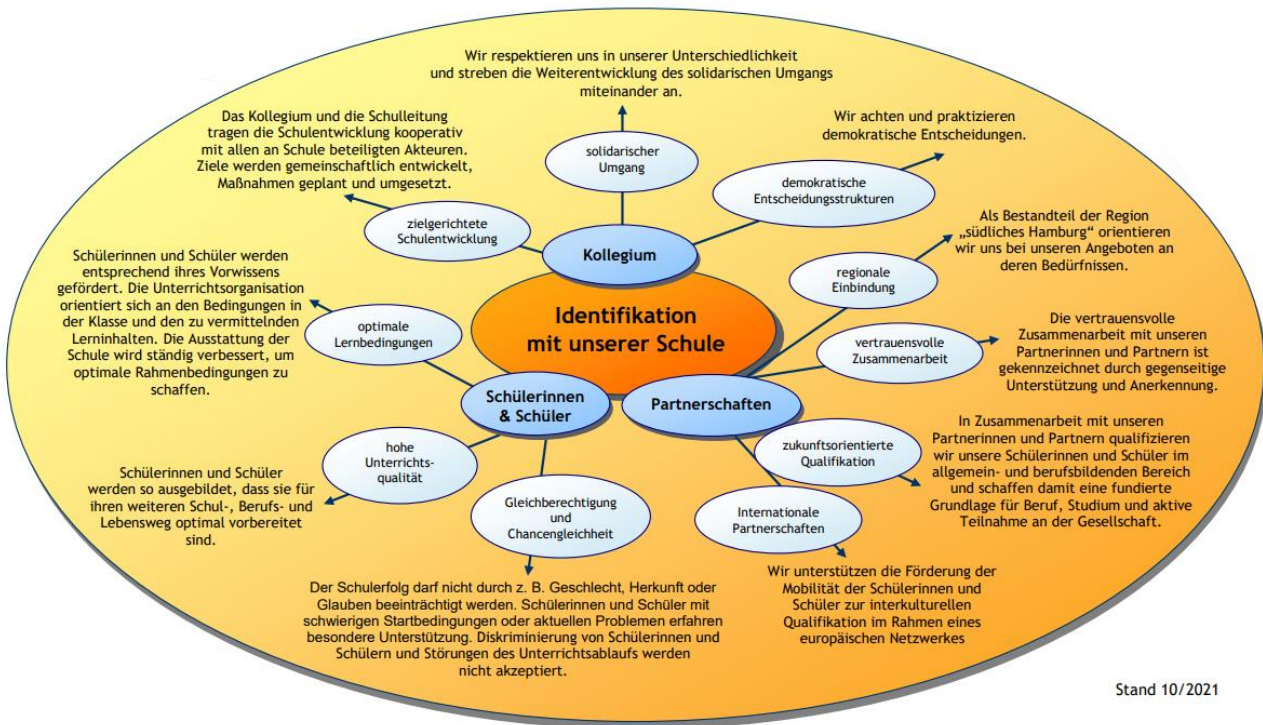 Wir respektieren uns in unserer Unterschiedlichkeit
und streben die Weiterentwicklung des solidarischen Umgangs
miteinander an.
Das Kollegium und die Schulleitung
tragen die Schulentwicklung kooperativ
mit allen an Schule beteiligten Akteuren.
Ziele werden gemeinschaftlich entwickelt,
Maßnahmen geplant und umgesetzt.
Wir achten und praktizieren
demokratische Entscheidungen.
solidarischer
Umgang
demokratische
Entscheidungsstrukturen
zielgerichtete
Schulentwicklung
Kollegium
Als Bestandteil der Region
„südliches Hamburg“ orientieren
wir uns bei unseren Angeboten an
deren Bedürfnissen.
regionale
Einbindung
Schülerinnen und Schüler werden
entsprechend ihres Vorwissens
gefördert. Die Unterrichtsorganisation
orientiert sich an den Bedingungen in
der Klasse und den zu vermittelnden
Lerninhalten. Die Ausstattung der
Schule wird ständig verbessert, um
optimale Rahmenbedingungen zu
schaffen.
optimale
Lernbedingungen
Identifikation
mit unserer Schule
vertrauensvolle
Zusammenarbeit
Die vertrauensvolle
Zusammenarbeit mit unseren
Partnerinnen und Partnern ist
gekennzeichnet durch gegenseitige
Unterstützung und Anerkennung.
Schülerinnen
& Schüler
Partnerschaften
hohe
Unterrichts-
qualität
zukunftsorientierte
Qualifikation
In Zusammenarbeit mit unseren
Partnerinnen und Partnern qualifizieren
wir unsere Schülerinnen und Schüler im
allgemein- und berufsbildenden Bereich
und schaffen damit eine fundierte
Grundlage für Beruf, Studium und aktive
Teilnahme an der Gesellschaft.
Schülerinnen und Schüler
werden so ausgebildet, dass sie für
ihren weiteren Schul-, Berufs- und
Lebensweg optimal vorbereitet
sind.
Gleichberechtigung
und
Chancengleichheit
Internationale
Partnerschaften
Der Schulerfolg darf nicht durch z. B. Geschlecht, Herkunft oder
Glauben beeinträchtigt werden. Schülerinnen und Schüler mit
schwierigen Startbedingungen oder aktuellen Problemen erfahren
besondere Unterstützung. Diskriminierung von Schülerinnen und
Schülern und Störungen des Unterrichtsablaufs werden
nicht akzeptiert.
Wir unterstützen die Förderung der
Mobilität der Schülerinnen und
Schüler zur interkulturellen
Qualifikation im Rahmen eines
europäischen Netzwerkes
Stand 10/2021